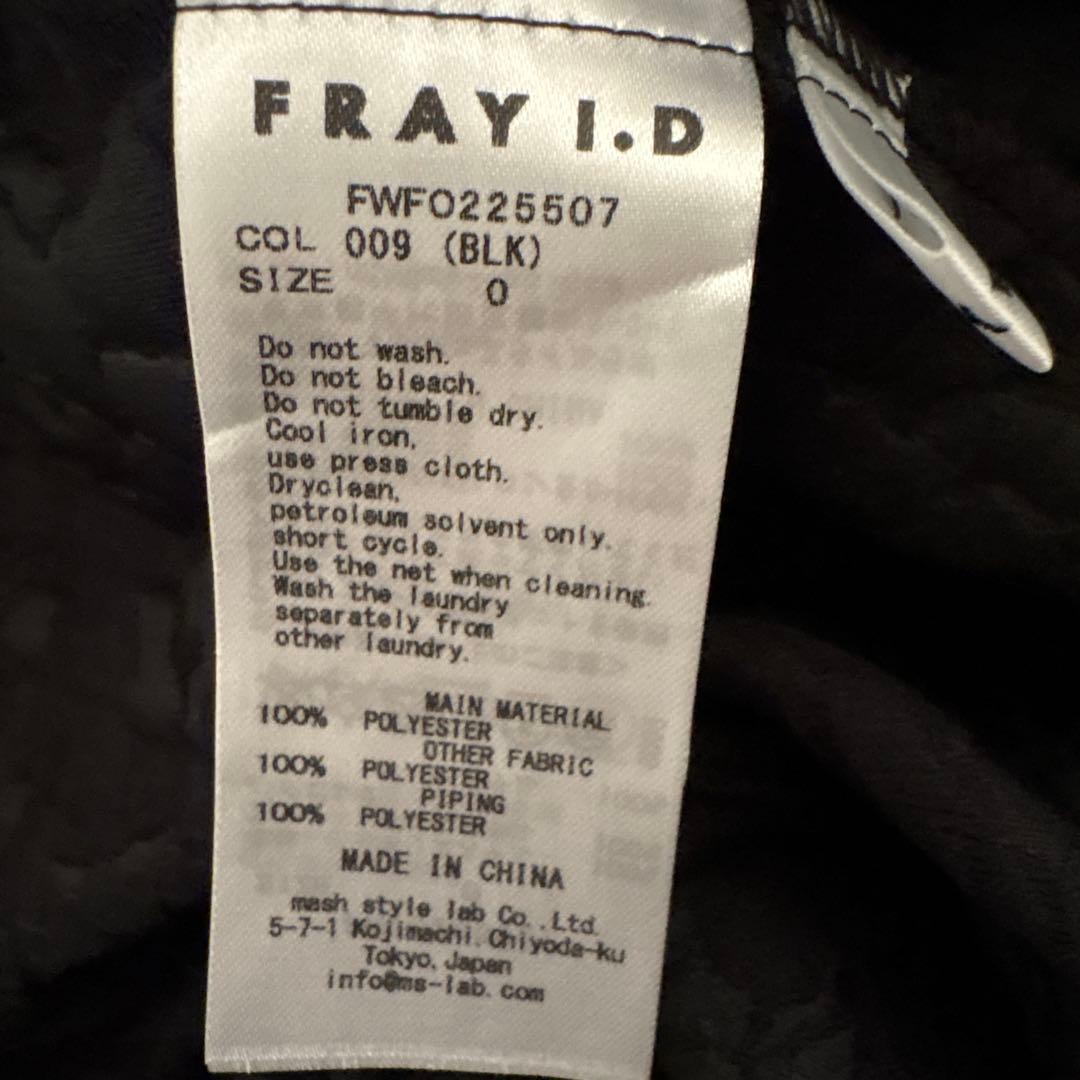 FRAY I.D
FWFO225507
COL 009 (BLK)
SIZE 0
Do not wash.
Do not bleach.
Do not tumble dry.
Cool iron,
use press cloth.
Dryclean,
petroleum solvent only.
short cycle.
Use the net when cleaning.
Wash the laundry
separately from
other laundry.
MAIN MATERIAL
100% POLYESTER
OTHER FABRIC
100% POLYESTER
PIPING
100% POLYESTER
MADE IN CHINA
mash style lab Co.,Ltd.
5-7-1 Kojimachi,Chiyoda-ku
Tokyo,Japan
info@ms-lab.com